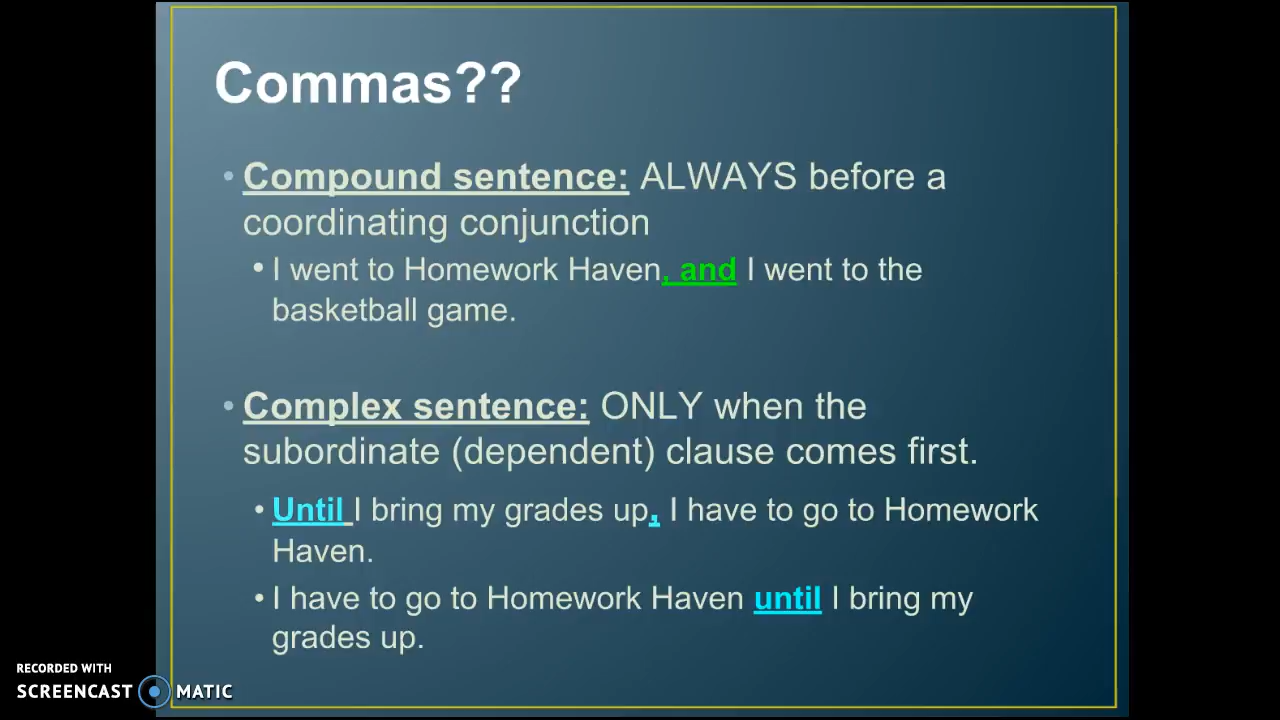 Commas??
• Compound sentence: ALWAYS before a
coordinating conjunction
• I went to Homework Haven, and I went to the
basketball game.
• Complex sentence: ONLY when the
subordinate (dependent) clause comes first.
• Until I bring my grades up, I have to go to Homework
Haven.
• I have to go to Homework Haven until I bring my
grades up.
RECORDED WITH
SCREENCAST MATIC